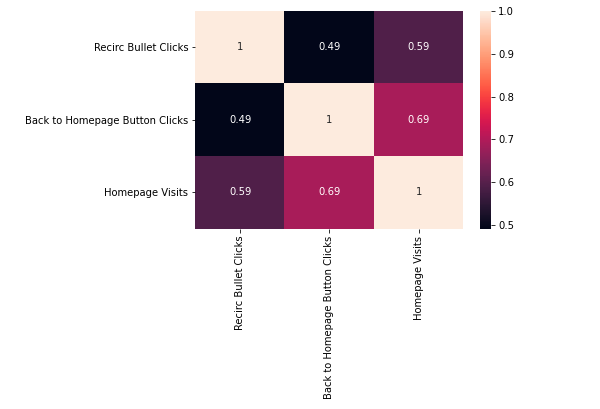 Recirc Bullet Clicks
Back to Homepage Button Clicks
Homepage Visits
1 0.49 0.59
0.49 1 0.69
0.59 0.69 1
Recirc Bullet Clicks
Back to Homepage Button Clicks
Homepage Visits
1.0
0.9
0.8
0.7
0.6
0.5